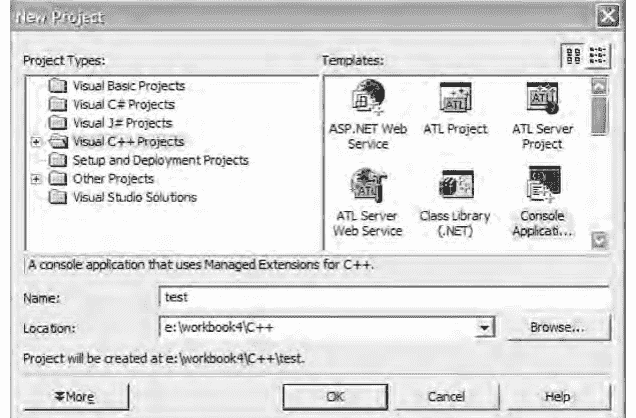 New Project
Project Types:
Templates:
Visual Basic Projects
Visual C# Projects
Visual J# Projects
Visual C++ Projects
Setup and Deployment Projects
Other Projects
Visual Studio Solutions
ASP.NET Web
Service
ATL Project
ATL Server
Project
ATL Server
Web Service
Class Library
(.NET)
Console
Applicati...
A console application that uses Managed Extensions for C++.
Name:
test
Location:
e:\workbook4\C++
Browse...
Project will be created at e:\workbook4\C++\test.
More
OK
Cancel
Help